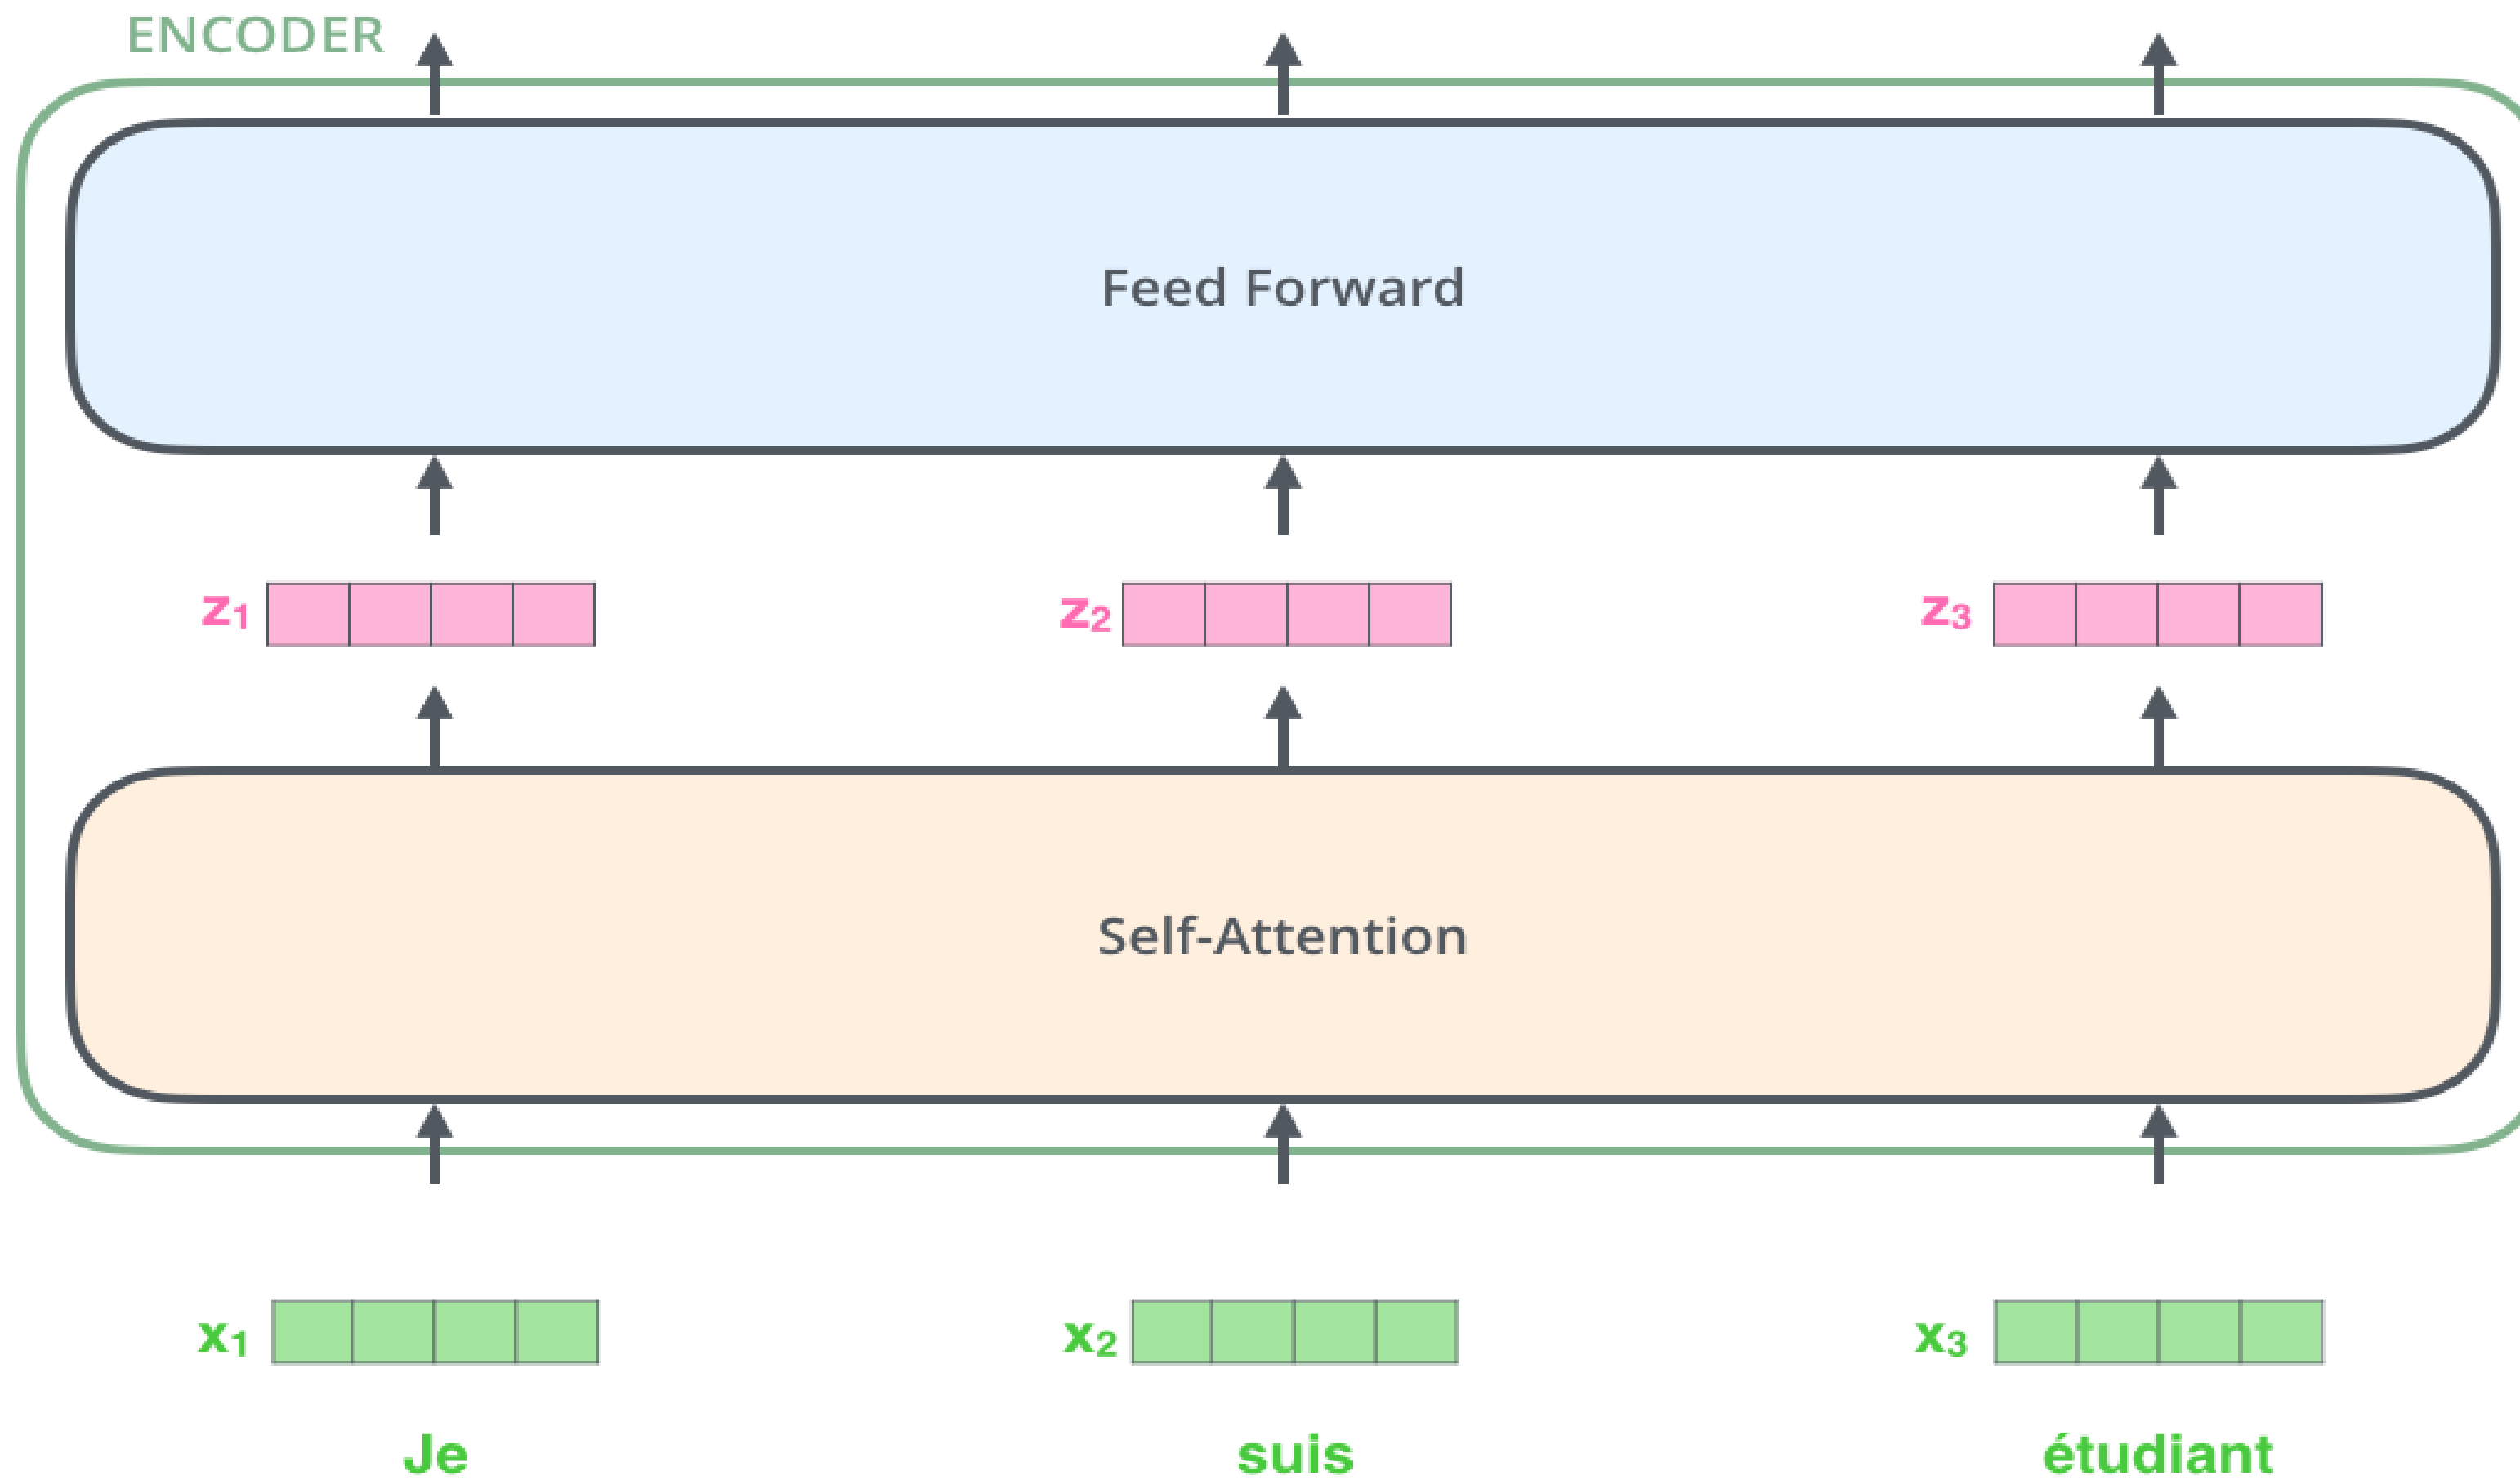 ENCODER
Feed Forward
z1 z2 z3
Self-Attention
x1 x2 x3
Je suis étudiant